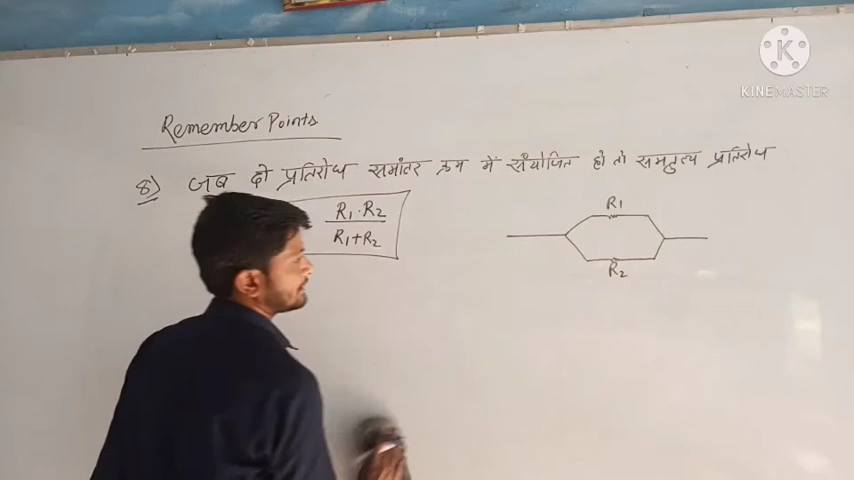 KINEMASTER
Remember Points
8) जब दो प्रतिरोध समांतर क्रम में संयोजित हो तो समतुल्य प्रतिरोध
R₁ · R₂
R₁ + R₂
R₁
R₂